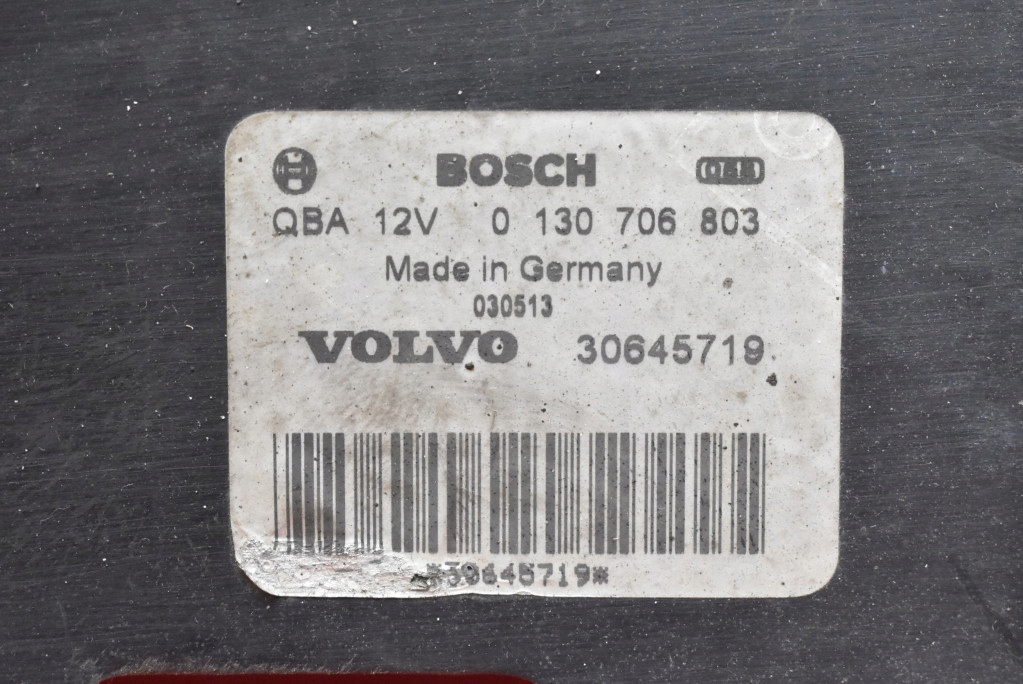 BOSCH
QBA 12V 0 130 706 803
Made in Germany
030513
VOLVO 30645719
*30645719*